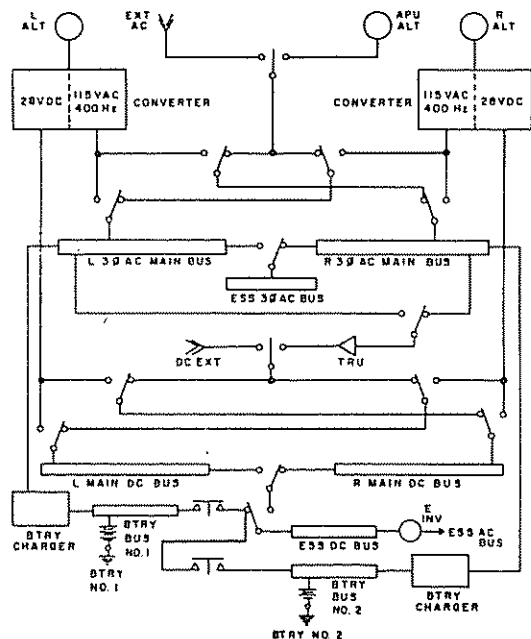 L
ALT
EXT
AC
APU
ALT
R
ALT
28VDC
115VAC
400 Hz
CONVERTER
CONVERTER
115VAC
400 Hz
28VDC
L 3Ø AC MAIN BUS
R 3Ø AC MAIN BUS
ESS 3Ø AC BUS
DC EXT
TRU
L MAIN DC BUS
R MAIN DC BUS
BTRY
CHARGER
BTRY
BUS
NO. 1
BTRY
NO. 1
ESS DC BUS
E
INV
ESS AC
BUS
BTRY
BUS
NO. 2
BTRY NO. 2
BTRY
CHARGER